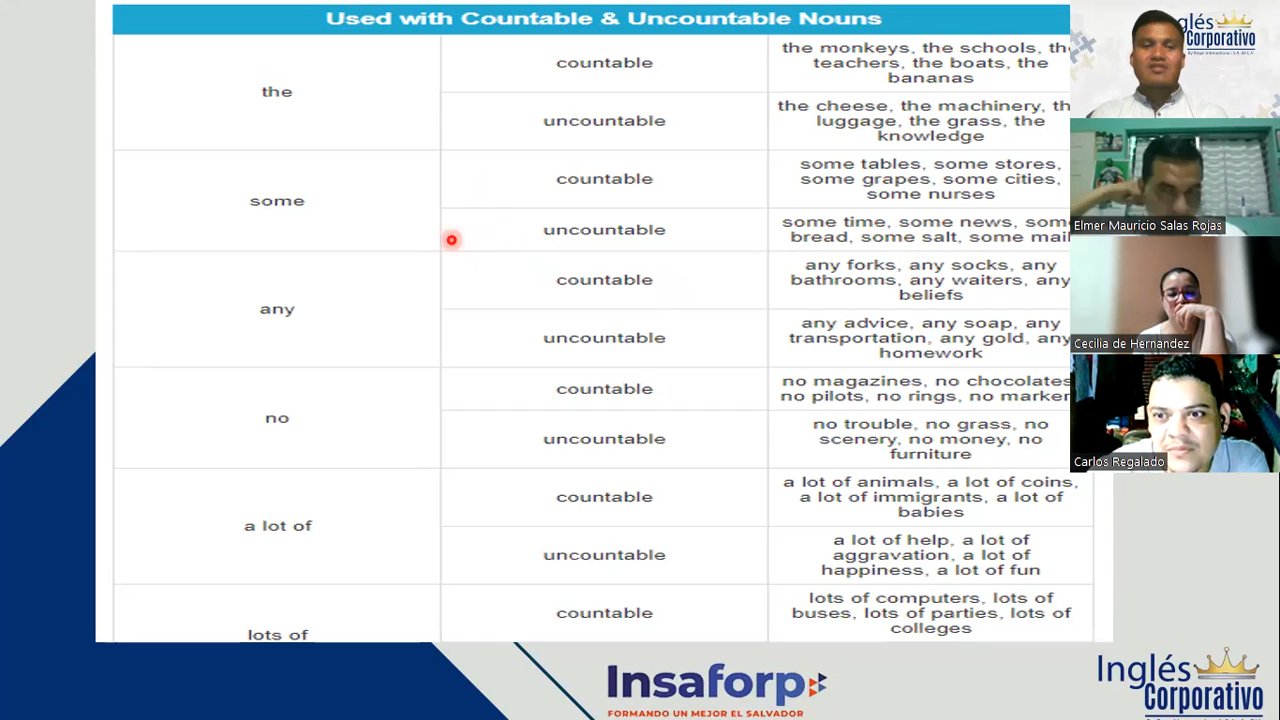 Used with Countable & Uncountable Nouns
the
countable
the monkeys, the schools, the
teachers, the boats, the
bananas
uncountable
the cheese, the machinery, th
luggage, the grass, the
knowledge
some
countable
some tables, some stores,
some grapes, some cities,
some nurses
uncountable
some time, some news, som
bread, some salt, some mail
any
countable
any forks, any socks, any
bathrooms, any waiters, any
beliefs
uncountable
any advice, any soap, any
transportation, any gold, any
homework
no
countable
no magazines, no chocolates
no pilots, no rings, no marker
uncountable
no trouble, no grass, no
scenery, no money, no
furniture
a lot of
countable
a lot of animals, a lot of coins,
a lot of immigrants, a lot of
babies
uncountable
a lot of help, a lot of
aggravation, a lot of
happiness, a lot of fun
lots of
countable
lots of computers, lots of
buses, lots of parties, lots of
colleges
glés
Corporativo
Elmer Mauricio Salas Rojas
Cecilia de Hernandez
Carlos Regalado
Insaforp
FORMANDO UN MEJOR EL SALVADOR
Inglés
Corporativo